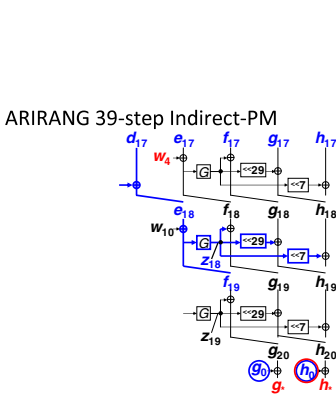 ARIRANG 39-step Indirect-PM
d17 e17 f17 g17 h17
w4 G <<29 <<7
e18 f18 g18 h18
w10 G <<29 <<7
z18
f19 g19 h19
G <<29 <<7
z19
g20 h20
g0 h0
g* h*